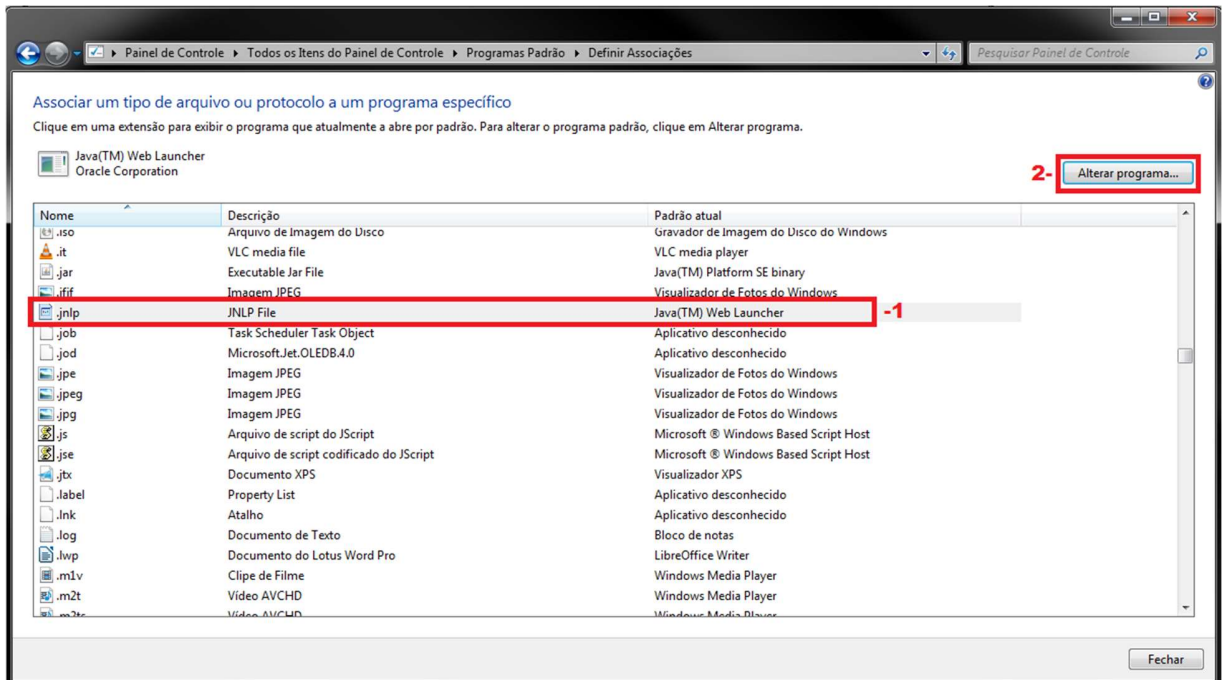 Painel de Controle Todos os Itens do Painel de Controle Programas Padrão Definir Associações Pesquisar Painel de Controle
Associar um tipo de arquivo ou protocolo a um programa específico
Clique em uma extensão para exibir o programa que atualmente a abre por padrão. Para alterar o programa padrão, clique em Alterar programa.
Java(TM) Web Launcher
Oracle Corporation
2- Alterar programa...
Nome Descrição Padrão atual
.iso Arquivo de Imagem do Disco Gravador de Imagem do Disco do Windows
.it VLC media file VLC media player
.jar Executable Jar File Java(TM) Platform SE binary
.jfif Imagem JPEG Visualizador de Fotos do Windows
.jnlp JNLP File Java(TM) Web Launcher -1
.job Task Scheduler Task Object Aplicativo desconhecido
.jod Microsoft.Jet.OLEDB.4.0 Aplicativo desconhecido
.jpe Imagem JPEG Visualizador de Fotos do Windows
.jpeg Imagem JPEG Visualizador de Fotos do Windows
.jpg Imagem JPEG Visualizador de Fotos do Windows
.js Arquivo de script do JScript Microsoft ® Windows Based Script Host
.jse Arquivo de script codificado do JScript Microsoft ® Windows Based Script Host
.jtx Documento XPS Visualizador XPS
.label Property List Aplicativo desconhecido
.lnk Atalho Aplicativo desconhecido
.log Documento de Texto Bloco de notas
.lwp Documento do Lotus Word Pro LibreOffice Writer
.m1v Clipe de Filme Windows Media Player
.m2t Vídeo AVCHD Windows Media Player
.m2ts Vídeo AVCHD Windows Media Player
Fechar